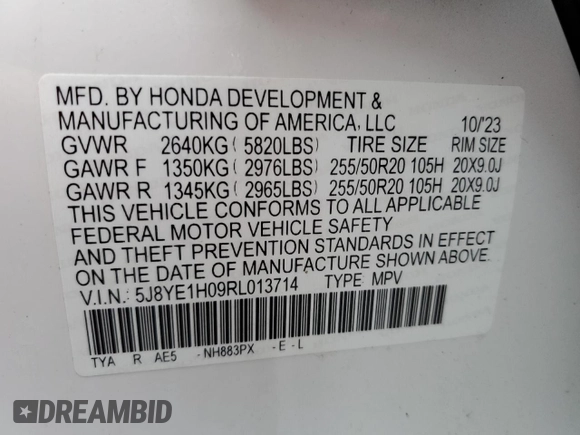 MFD. BY HONDA DEVELOPMENT &
MANUFACTURING OF AMERICA, LLC 10/'23
GVWR 2640KG ( 5820LBS) TIRE SIZE RIM SIZE
GAWR F 1350KG ( 2976LBS) 255/50R20 105H 20X9.0J
GAWR R 1345KG ( 2965LBS) 255/50R20 105H 20X9.0J
THIS VEHICLE CONFORMS TO ALL APPLICABLE
FEDERAL MOTOR VEHICLE SAFETY
AND THEFT PREVENTION STANDARDS IN EFFECT
ON THE DATE OF MANUFACTURE SHOWN ABOVE.
V.I.N.: 5J8YE1H09RL013714 TYPE MPV
TYA R AE5 - NH883PX - E - L
DREAMBID